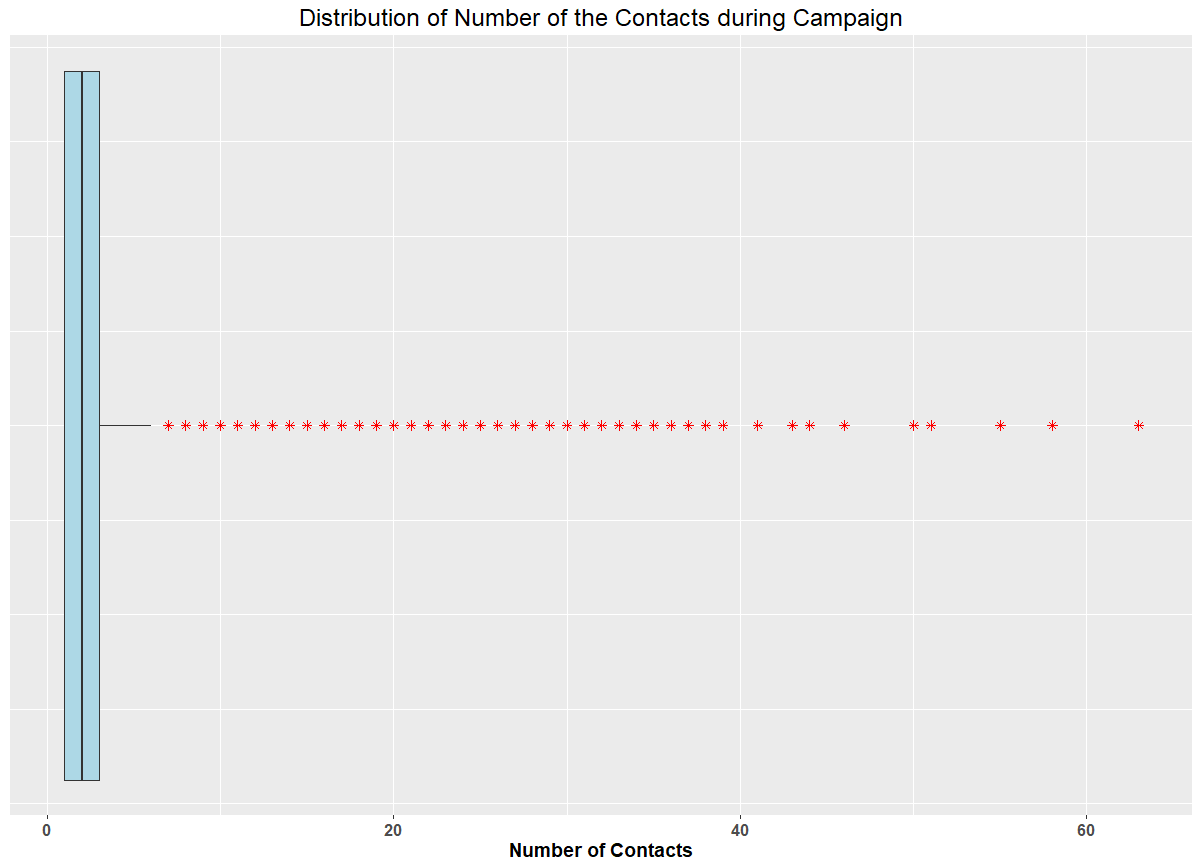 Distribution of Number of the Contacts during Campaign
0 20 40 60
Number of Contacts